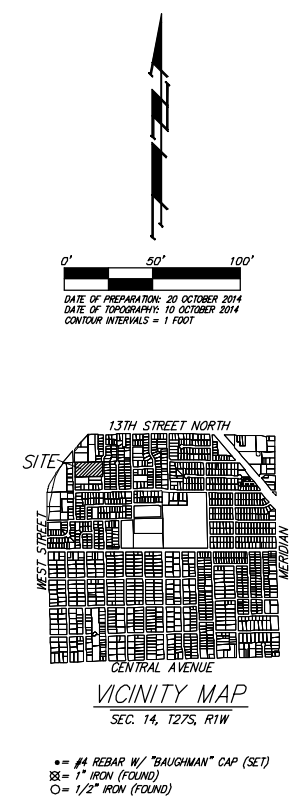 0' 50' 100'
DATE OF PREPARATION: 20 OCTOBER 2014
DATE OF TOPOGRAPHY: 10 OCTOBER 2014
CONTOUR INTERVALS = 1 FOOT
13TH STREET NORTH
SITE
WEST STREET
MERIDIAN
CENTRAL AVENUE
VICINITY MAP
SEC. 14, T27S, R1W
= #4 REBAR W/ "BAUGHMAN" CAP (SET)
= 1" IRON (FOUND)
= 1/2" IRON (FOUND)